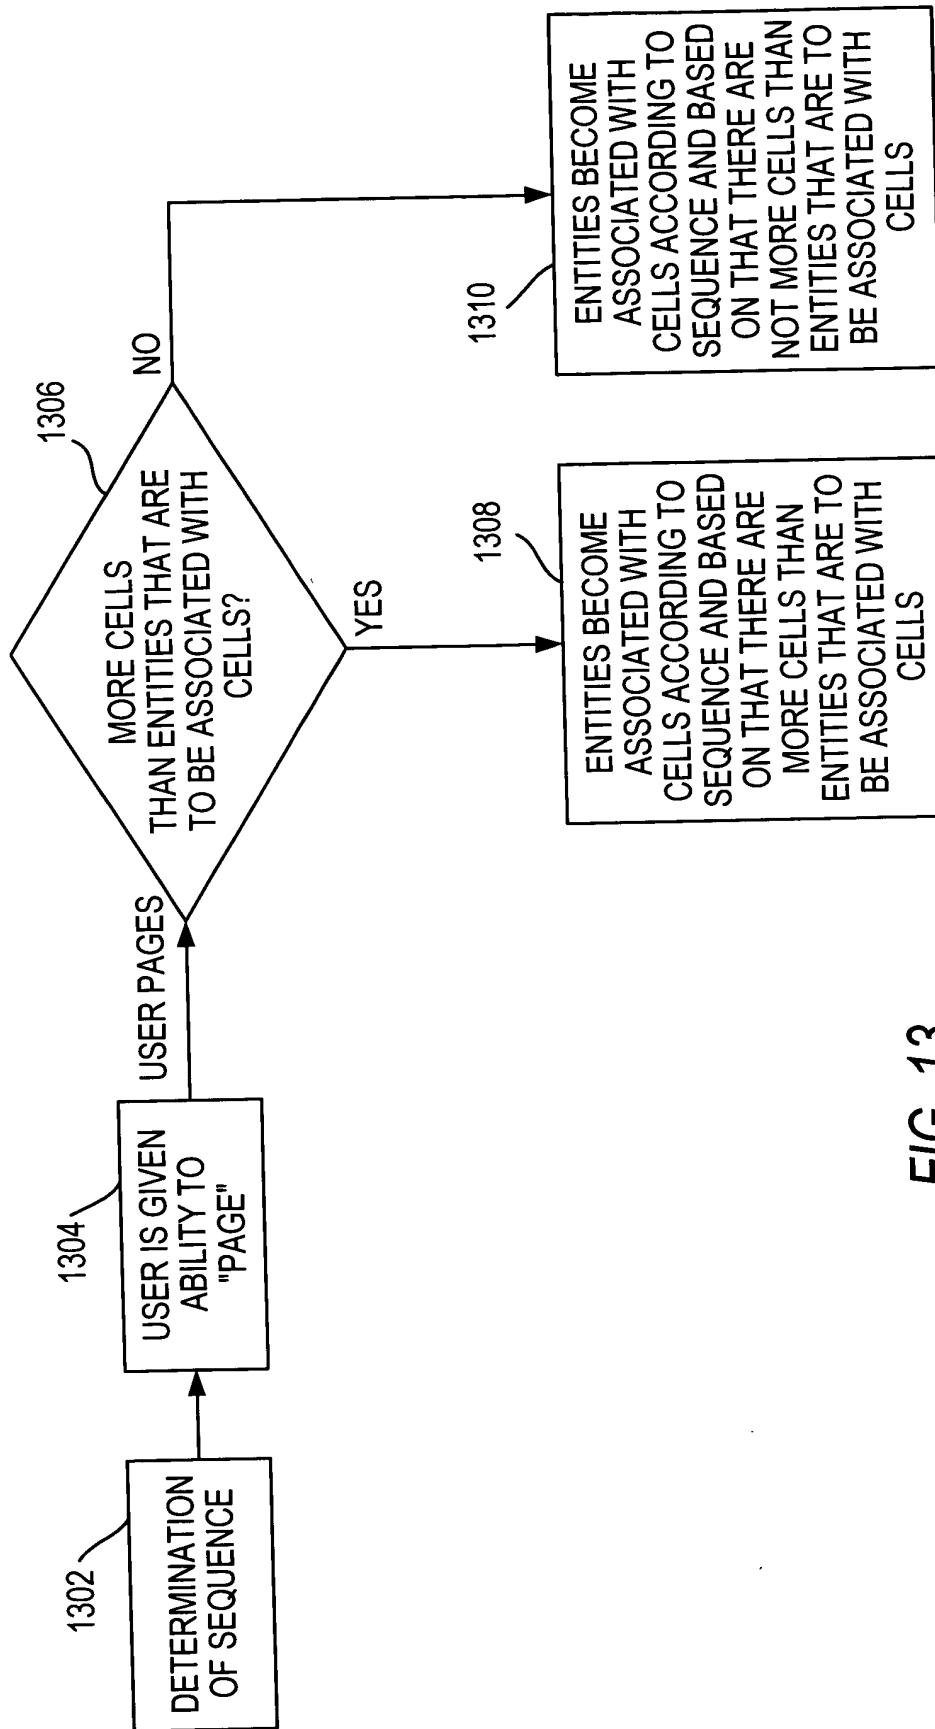 1302
DETERMINATION
OF SEQUENCE
1304
USER IS GIVEN
ABILITY TO
"PAGE"
USER PAGES
1306
MORE CELLS
THAN ENTITIES THAT ARE
TO BE ASSOCIATED WITH
CELLS?
YES
NO
1308
ENTITIES BECOME
ASSOCIATED WITH
CELLS ACCORDING TO
SEQUENCE AND BASED
ON THAT THERE ARE
MORE CELLS THAN
ENTITIES THAT ARE TO
BE ASSOCIATED WITH
CELLS
1310
ENTITIES BECOME
ASSOCIATED WITH
CELLS ACCORDING TO
SEQUENCE AND BASED
ON THAT THERE ARE
NOT MORE CELLS THAN
ENTITIES THAT ARE TO
BE ASSOCIATED WITH
CELLS
FIG. 13